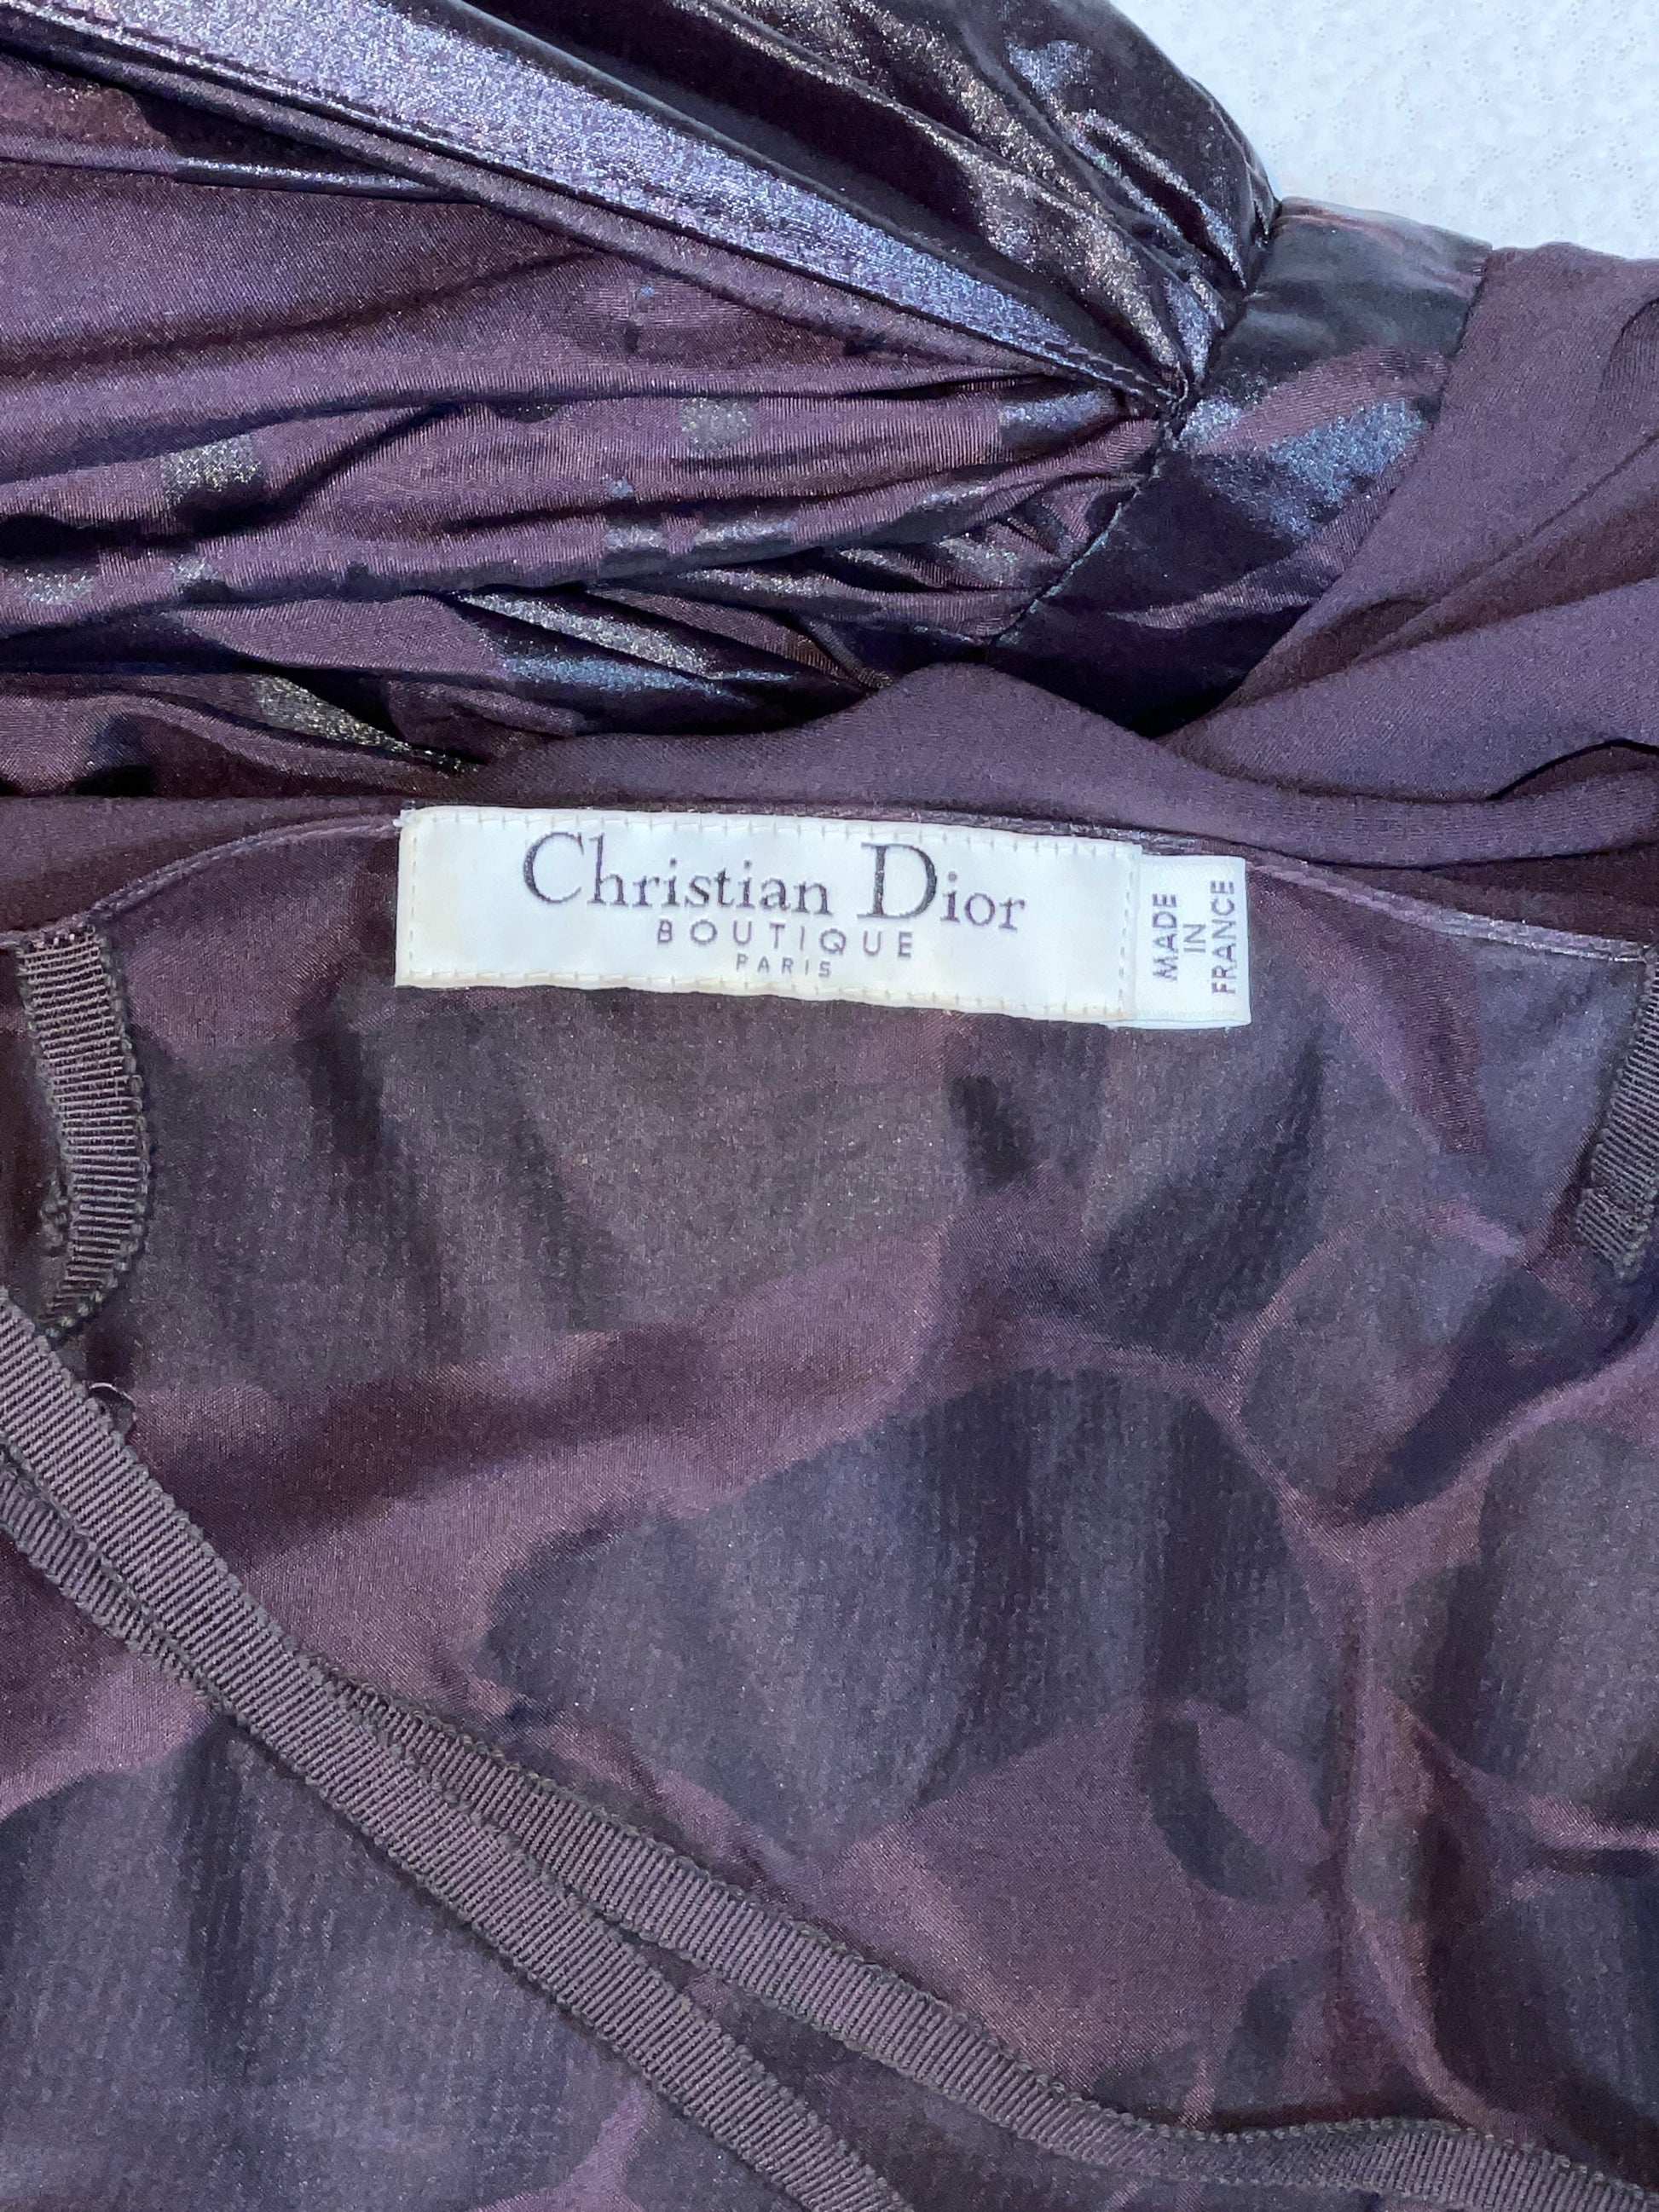 Christian Dior
BOUTIQUE
PARIS
MADE
IN
FRANCE